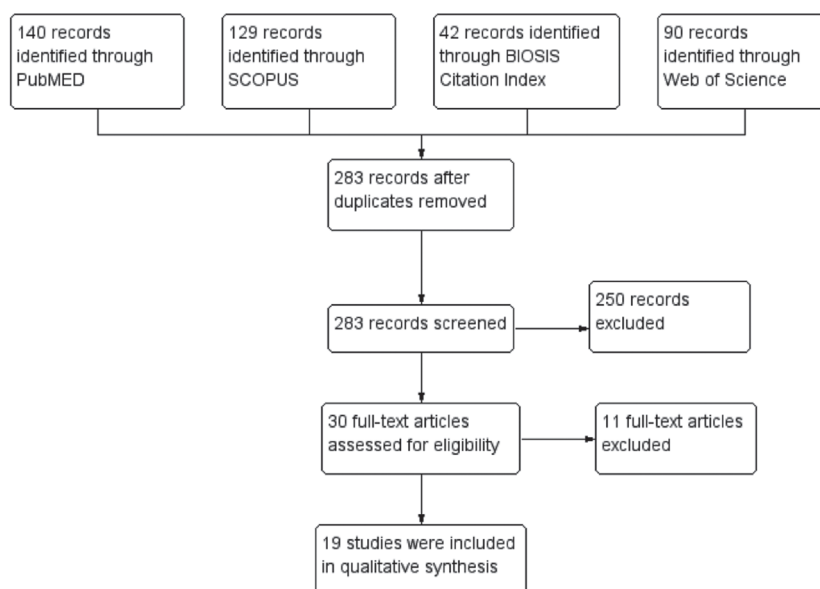 140 records
identified through
PubMED
129 records
identified through
SCOPUS
42 records identified
through BIOSIS
Citation Index
90 records
identified through
Web of Science
283 records after
duplicates removed
283 records screened
250 records
excluded
30 full-text articles
assessed for eligibility
11 full-text articles
excluded
19 studies were included
in qualitative synthesis